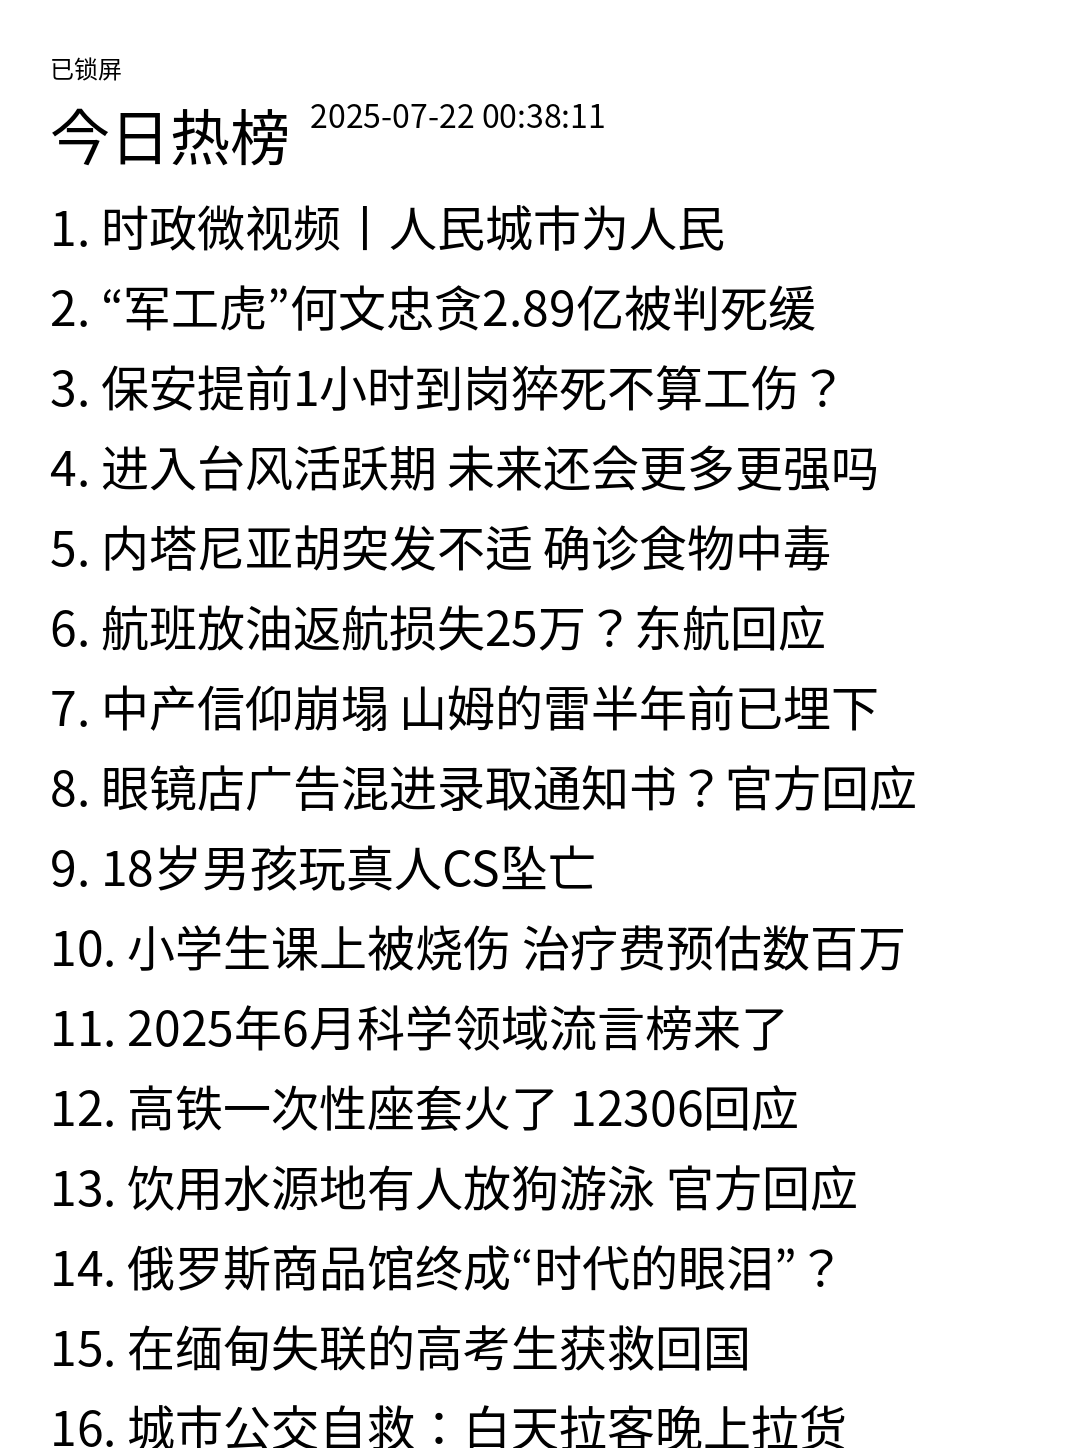 已锁屏
今日热榜 2025-07-22 00:38:11
1. 时政微视频丨人民城市为人民
2. “军工虎”何文忠贪2.89亿被判死缓
3. 保安提前1小时到岗猝死不算工伤？
4. 进入台风活跃期 未来还会更多更强吗
5. 内塔尼亚胡突发不适 确诊食物中毒
6. 航班放油返航损失25万？东航回应
7. 中产信仰崩塌 山姆的雷半年前已埋下
8. 眼镜店广告混进录取通知书？官方回应
9. 18岁男孩玩真人CS坠亡
10. 小学生课上被烧伤 治疗费预估数百万
11. 2025年6月科学领域流言榜来了
12. 高铁一次性座套火了 12306回应
13. 饮用水源地有人放狗游泳 官方回应
14. 俄罗斯商品馆终成“时代的眼泪”？
15. 在缅甸失联的高考生获救回国
16. 城市公交自救：白天拉客晚上拉货